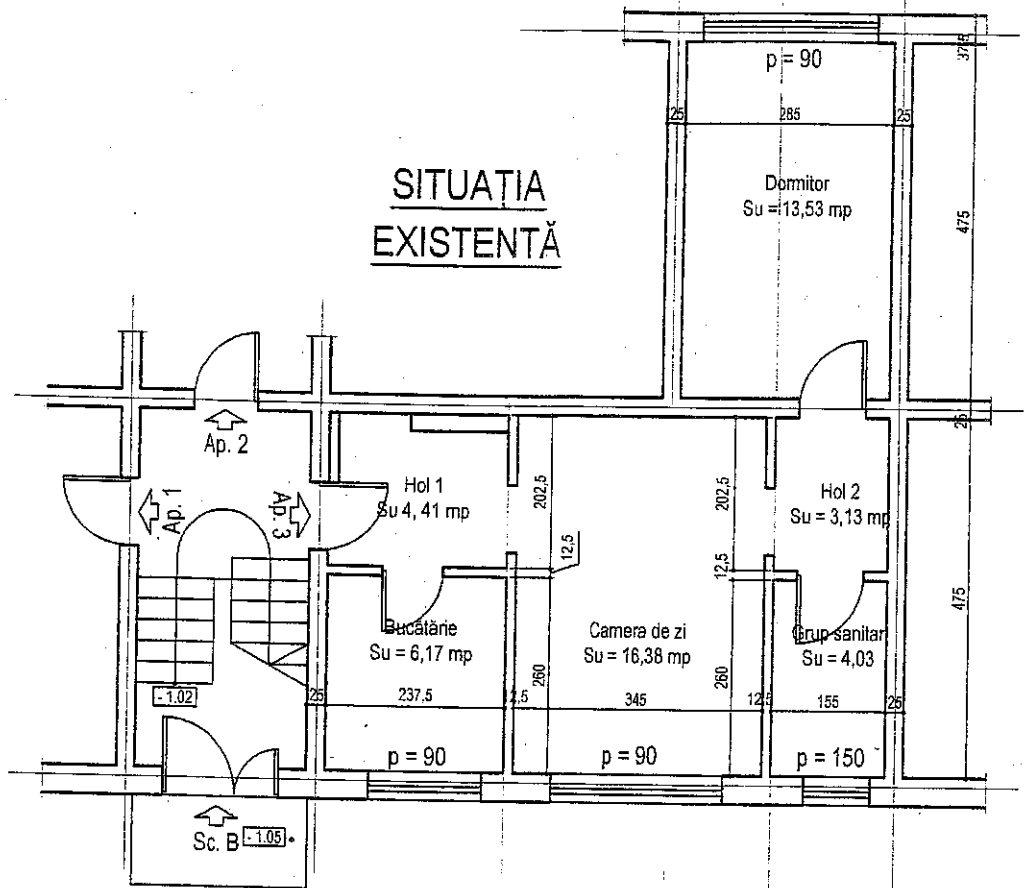 p = 90
37,5
25
285
25
SITUAȚIA
EXISTENTĂ
Dormitor
Su = 13,53 mp
475
25
Ap. 2
Ap. 1
Ap. 3
Hol 1
Su 4, 41 mp
202,5
202,5
Hol 2
Su = 3,13 mp
12,5
12,5
475
Bucătărie
Su = 6,17 mp
Camera de zi
Su = 16,38 mp
Grup sanitar
Su = 4,03
260
260
- 1.02
25
237,5
2,5
345
12,5
155
25
p = 90
p = 90
p = 150
Sc. B
- 1.05